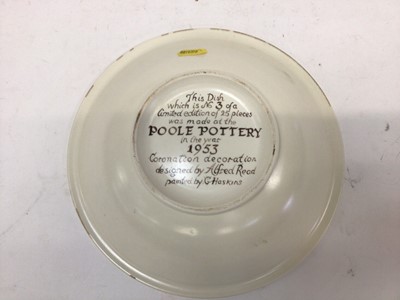 This Dish
which is No 3 of a
limited edition of 25 pieces
was made at the
POOLE POTTERY
in the year
1953
Coronation decoration
designed by Alfred Read
painted by G Haskins